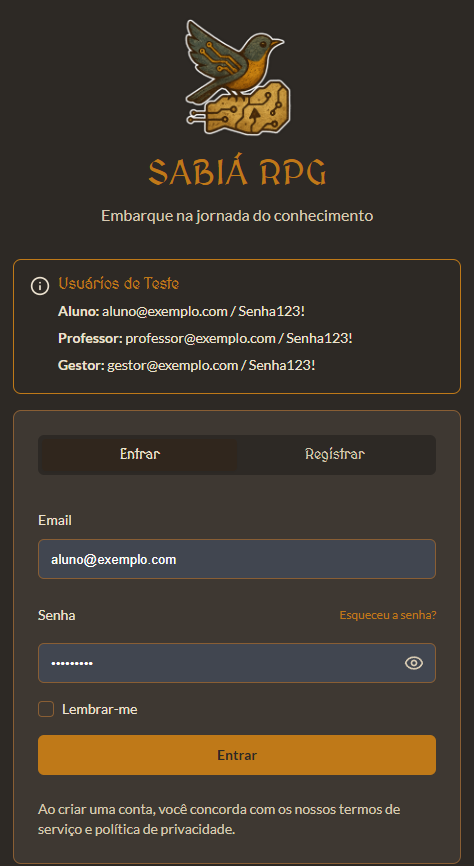 SABIÁ RPG
Embarque na jornada do conhecimento
Usuários de Teste
Aluno: aluno@exemplo.com / Senha123!
Professor: professor@exemplo.com / Senha123!
Gestor: gestor@exemplo.com / Senha123!
Entrar
Registrar
Email
aluno@exemplo.com
Senha
Esqueceu a senha?
•••••••••
Lembrar-me
Entrar
Ao criar uma conta, você concorda com os nossos termos de
serviço e política de privacidade.